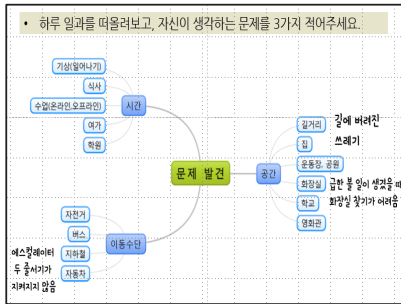 • 하루 일과를 떠올려보고, 자신이 생각하는 문제를 3가지 적어주세요.
문제 발견
시간
기상(일어나기)
식사
수업(온라인,오프라인)
여가
학원
이동수단
자전거
버스
지하철
자동차
에스컬레이터
두 줄서기가
지켜지지 않음
공간
길거리
집
운동장, 공원
화장실
학교
영화관
길에 버려진
쓰레기
급한 볼 일이 생겼을 때
화장실 찾기가 어려움